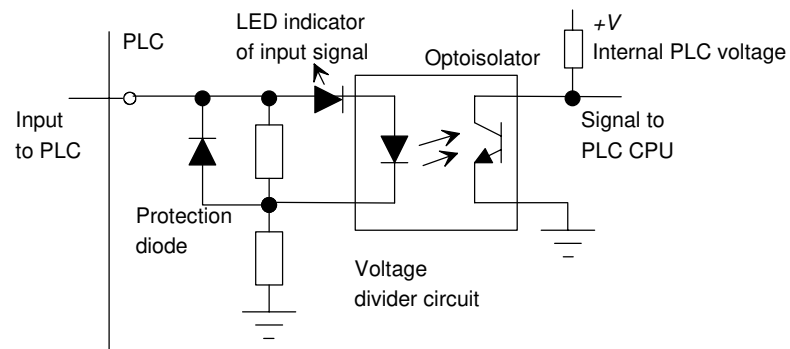 PLC
LED indicator
of input signal
Optoisolator
+V
Internal PLC voltage
Input
to PLC
Signal to
PLC CPU
Protection
diode
Voltage
divider circuit